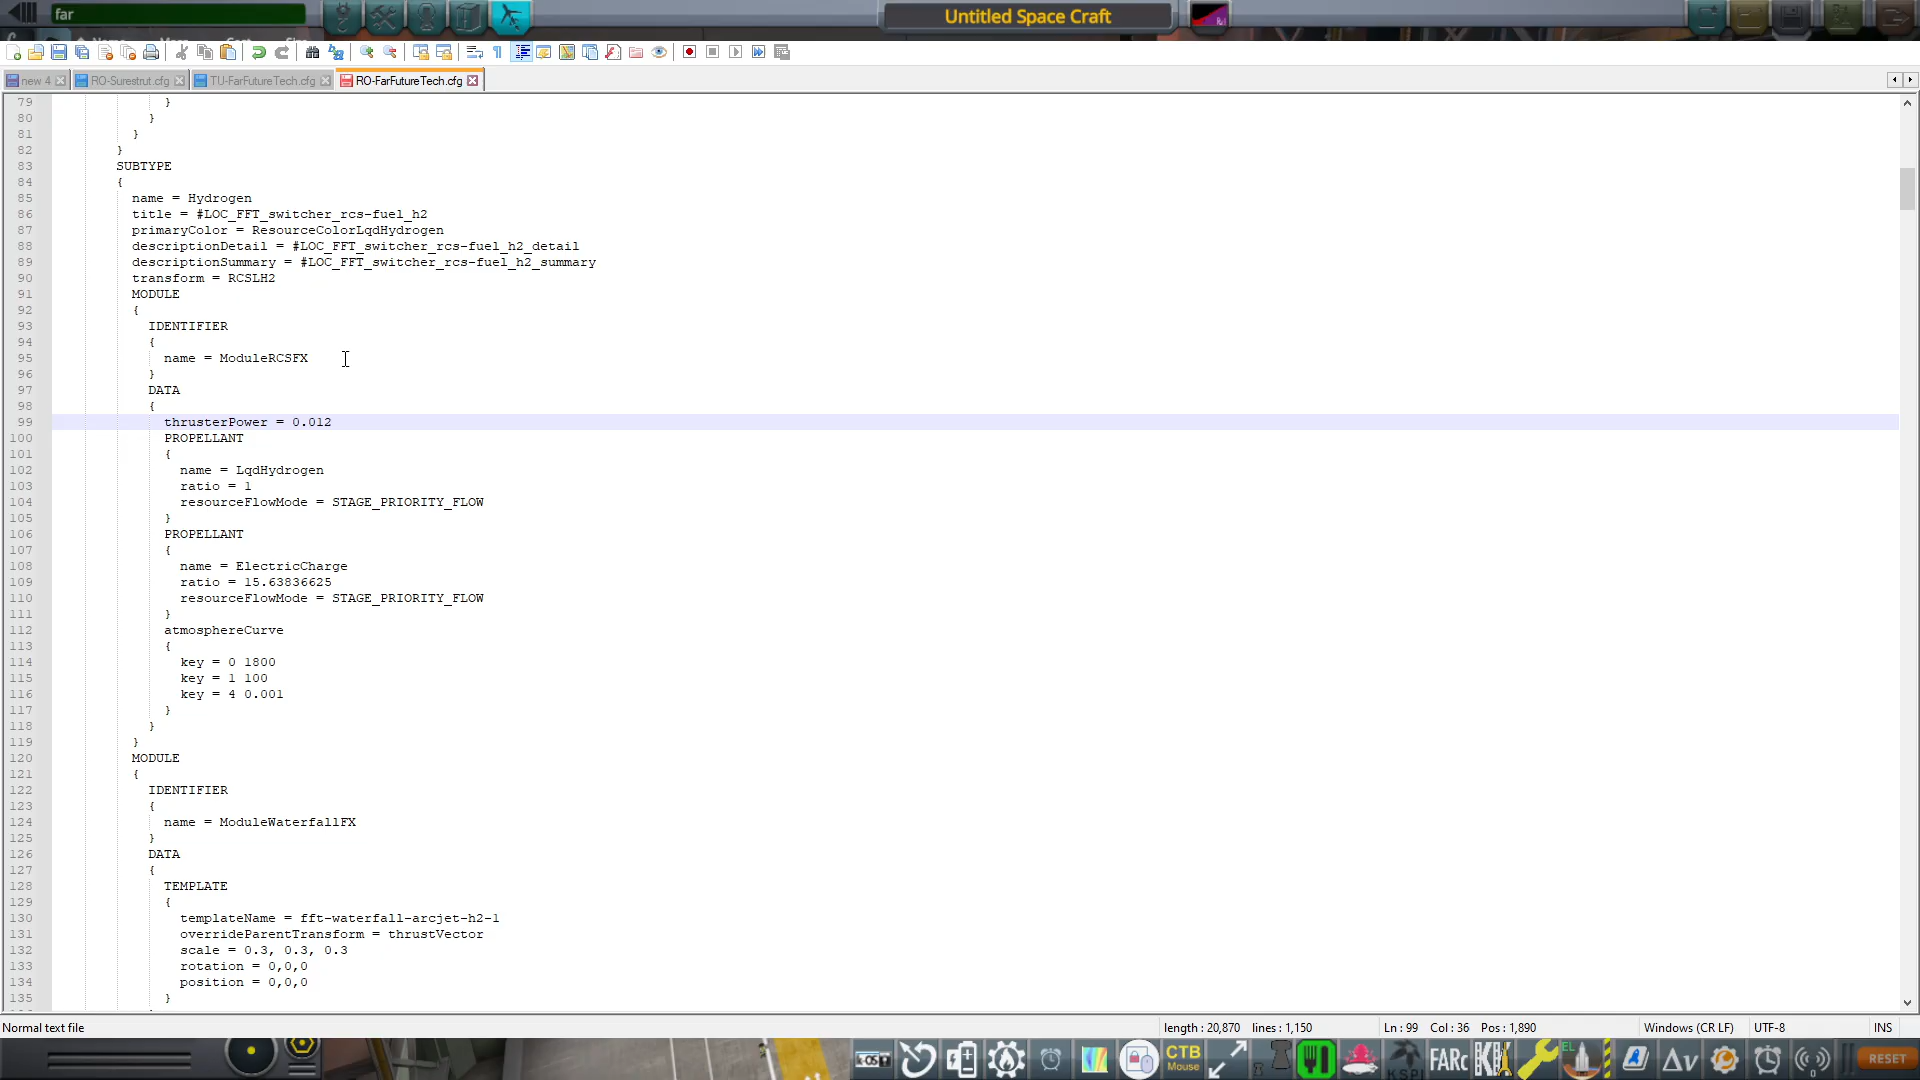 far
Untitled Space Craft
new 4
RO-Surestrut.cfg
TU-FarFutureTech.cfg
RO-FarFutureTech.cfg
79 }
80 }
81 }
82 }
83 SUBTYPE
84 {
85 name = Hydrogen
86 title = #LOC_FFT_switcher_rcs-fuel_h2
87 primaryColor = ResourceColorLqdHydrogen
88 descriptionDetail = #LOC_FFT_switcher_rcs-fuel_h2_detail
89 descriptionSummary = #LOC_FFT_switcher_rcs-fuel_h2_summary
90 transform = RCSLH2
91 MODULE
92 {
93 IDENTIFIER
94 {
95 name = ModuleRCSFX
96 }
97 DATA
98 {
99 thrusterPower = 0.012
100 PROPELLANT
101 {
102 name = LqdHydrogen
103 ratio = 1
104 resourceFlowMode = STAGE_PRIORITY_FLOW
105 }
106 PROPELLANT
107 {
108 name = ElectricCharge
109 ratio = 15.63836625
110 resourceFlowMode = STAGE_PRIORITY_FLOW
111 }
112 atmosphereCurve
113 {
114 key = 0 1800
115 key = 1 100
116 key = 4 0.001
117 }
118 }
119 }
120 MODULE
121 {
122 IDENTIFIER
123 {
124 name = ModuleWaterfallFX
125 }
126 DATA
127 {
128 TEMPLATE
129 {
130 templateName = fft-waterfall-arcjet-h2-1
131 overrideParentTransform = thrustVector
132 scale = 0.3, 0.3, 0.3
133 rotation = 0,0,0
134 position = 0,0,0
135 }
Normal text file
length : 20,870 lines : 1,150
Ln : 99 Col : 36 Pos : 1,890
Windows (CR LF)
UTF-8
INS
kOS
CTB
Mouse
KSPI
FARc
EL
Δv
RESET